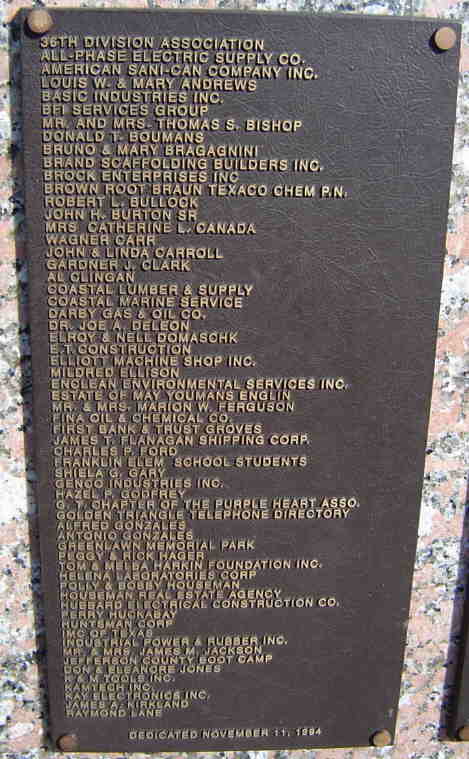 36TH DIVISION ASSOCIATION
ALL-PHASE ELECTRIC SUPPLY CO.
AMERICAN SANI-CAN COMPANY INC.
LOUIS W. & MARY ANDREWS
BASIC INDUSTRIES INC.
BFI SERVICES GROUP
MR. AND MRS. THOMAS S. BISHOP
DONALD T. BOUMANS
BRUNO & MARY BRAGAGNINI
BRAND SCAFFOLDING BUILDERS INC.
BROCK ENTERPRISES INC
BROWN ROOT BRAUN TEXACO CHEM P.N.
ROBERT L. BULLOCK
JOHN H. BURTON SR
MRS CATHERINE L. CANADA
WAGNER CARR
JOHN & LINDA CARROLL
GARDNER J. CLARK
AL CLINGAN
COASTAL LUMBER & SUPPLY
COASTAL MARINE SERVICE
DARBY GAS & OIL CO.
DR. JOE A. DELEON
ELROY & NELL DOMASCHK
E.T. CONSTRUCTION
ELLIOTT MACHINE SHOP INC.
MILDRED ELLISON
ENCLEAN ENVIRONMENTAL SERVICES INC.
ESTATE OF MAY YOUMANS ENGLIN
MR. & MRS. MARION W. FERGUSON
FINA OIL & CHEMICAL CO.
FIRST BANK & TRUST GROVES
JAMES T. FLANAGAN SHIPPING CORP.
CHARLES P. FORD
FRANKLIN ELEM SCHOOL STUDENTS
SHIELA G. GARY
GENCO INDUSTRIES INC.
HAZEL P. GODFREY
G. T. CHAPTER OF THE PURPLE HEART ASSO.
GOLDEN TRIANGLE TELEPHONE DIRECTORY
ALFRED GONZALES
ANTONIO GONZALES
GREENLAWN MEMORIAL PARK
PEGGY & NICK HAGER
TOM & MELBA HARKIN FOUNDATION INC.
HELENA LABORATORIES CORP
POLLY & BOBBY HOUSEMAN
HOUSEMAN REAL ESTATE AGENCY
HUBBARD ELECTRICAL CONSTRUCTION CO.
PERRY HUCKABAY
HUNTSMAN CORP
IMC OF TEXAS
INDUSTRIAL POWER & RUBBER INC.
MR. & MRS. JAMES M. JACKSON
JEFFERSON COUNTY BOOT CAMP
DON & ELEANORE JONES
K & M TOOLS INC.
KAMTECH INC.
KAY ELECTRONICS INC.
JAMES A. KIRKLAND
RAYMOND LANE
DEDICATED NOVEMBER 11, 1994